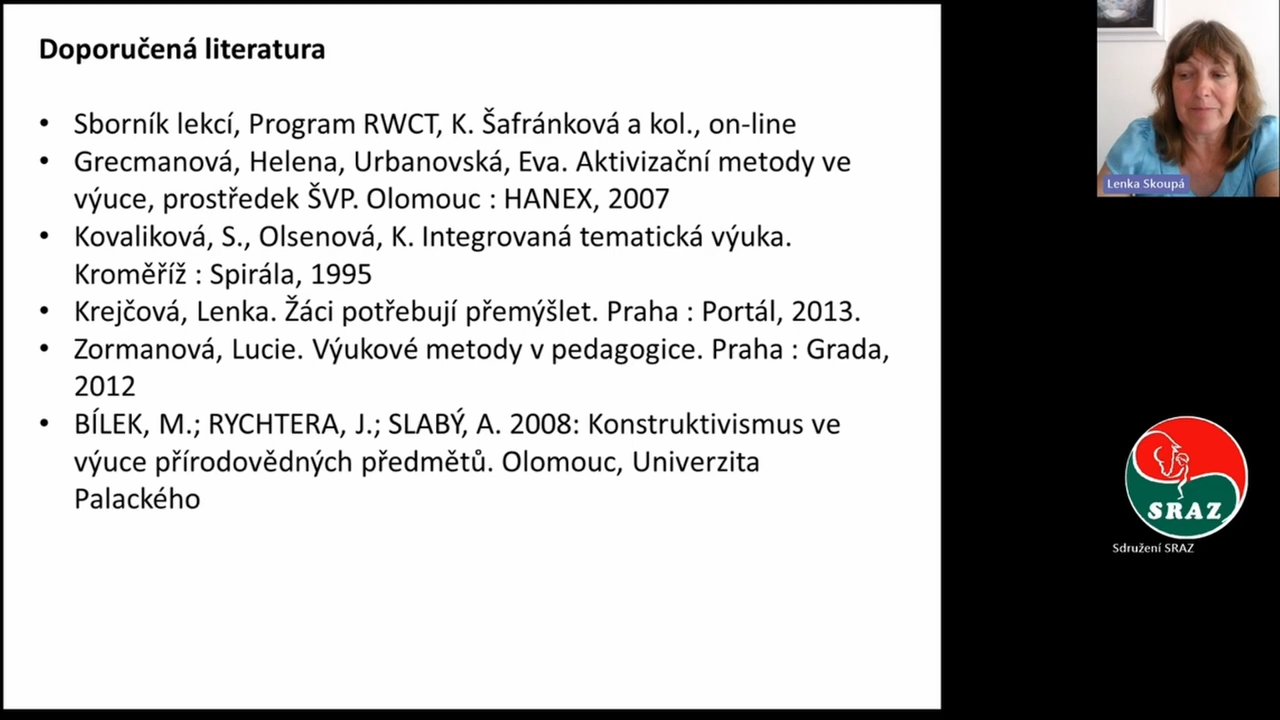 Doporučená literatura
• Sborník lekcí, Program RWCT, K. Šafránková a kol., on-line
• Grecmanová, Helena, Urbanovská, Eva. Aktivizační metody ve
výuce, prostředek ŠVP. Olomouc : HANEX, 2007
• Kovaliková, S., Olsenová, K. Integrovaná tematická výuka.
Kroměříž : Spirála, 1995
• Krejčová, Lenka. Žáci potřebují přemýšlet. Praha : Portál, 2013.
• Zormanová, Lucie. Výukové metody v pedagogice. Praha : Grada,
2012
• BÍLEK, M.; RYCHTERA, J.; SLABÝ, A. 2008: Konstruktivismus ve
výuce přírodovědných předmětů. Olomouc, Univerzita
Palackého
Lenka Skoupá
SRAZ
Sdružení SRAZ